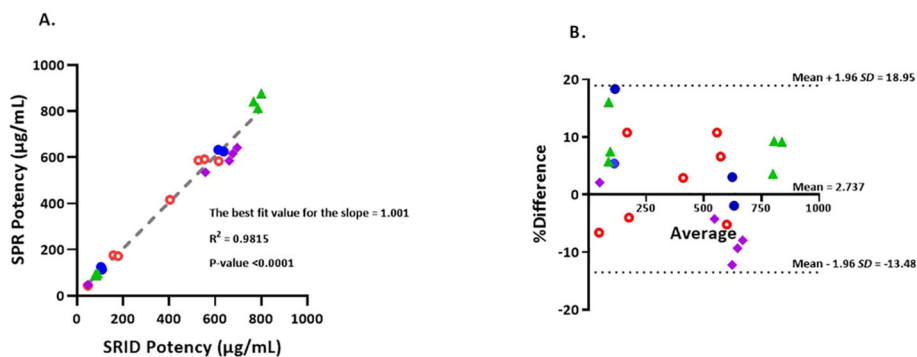 A.
1000
800
600
400
200
0
SPR Potency (µg/mL)
The best fit value for the slope = 1.001
R² = 0.9815
P-value <0.0001
0 200 400 600 800 1000
SRID Potency (µg/mL)
B.
Mean + 1.96 SD = 18.95
20
10
0
-10
-20
%Difference
Mean = 2.737
250 500 750 1000
Average
Mean - 1.96 SD = -13.48